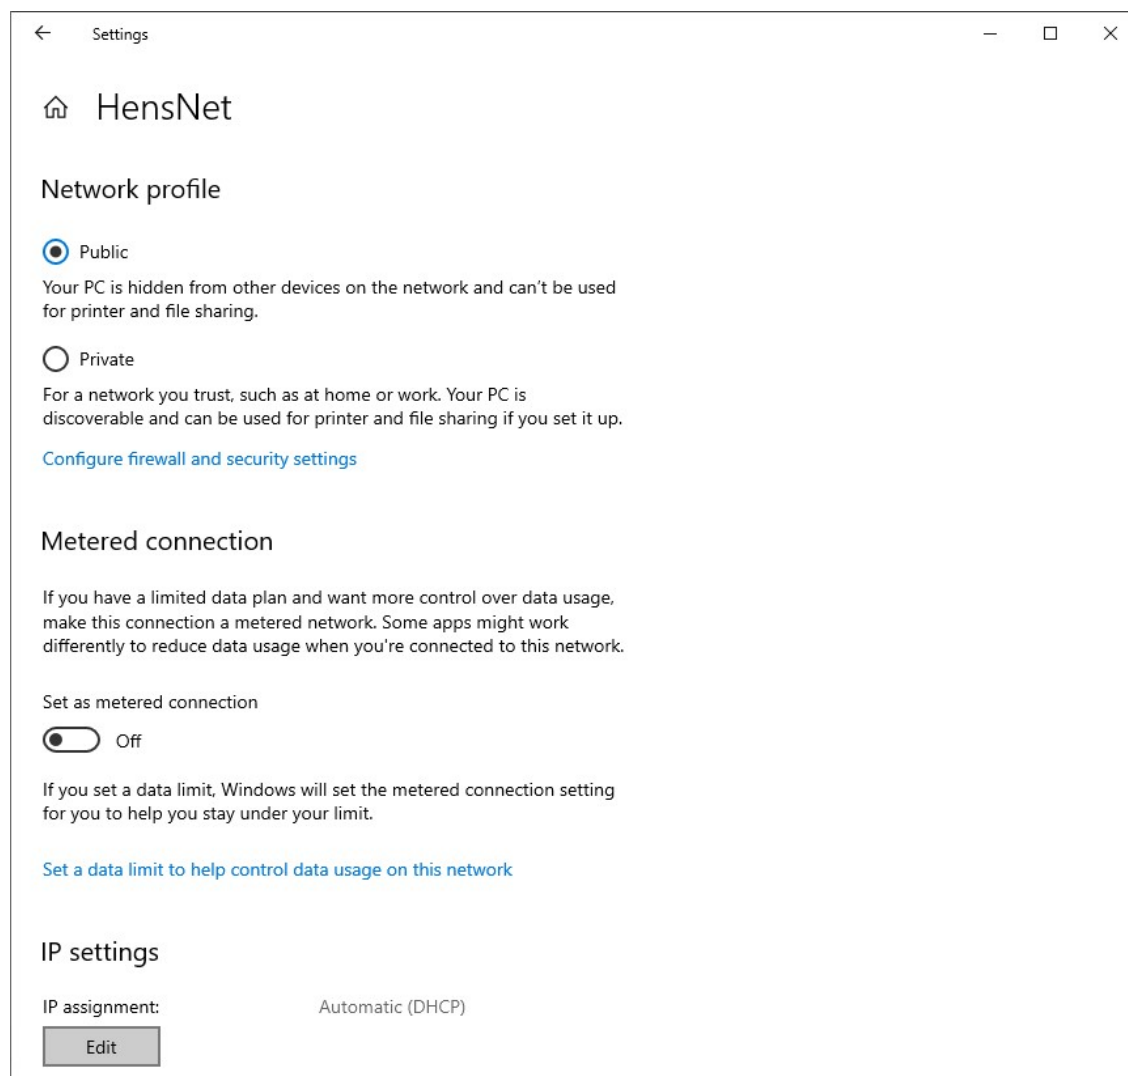 Settings
HensNet
Network profile
Public
Your PC is hidden from other devices on the network and can't be used
for printer and file sharing.
Private
For a network you trust, such as at home or work. Your PC is
discoverable and can be used for printer and file sharing if you set it up.
Configure firewall and security settings
Metered connection
If you have a limited data plan and want more control over data usage,
make this connection a metered network. Some apps might work
differently to reduce data usage when you're connected to this network.
Set as metered connection
Off
If you set a data limit, Windows will set the metered connection setting
for you to help you stay under your limit.
Set a data limit to help control data usage on this network
IP settings
IP assignment: Automatic (DHCP)
Edit